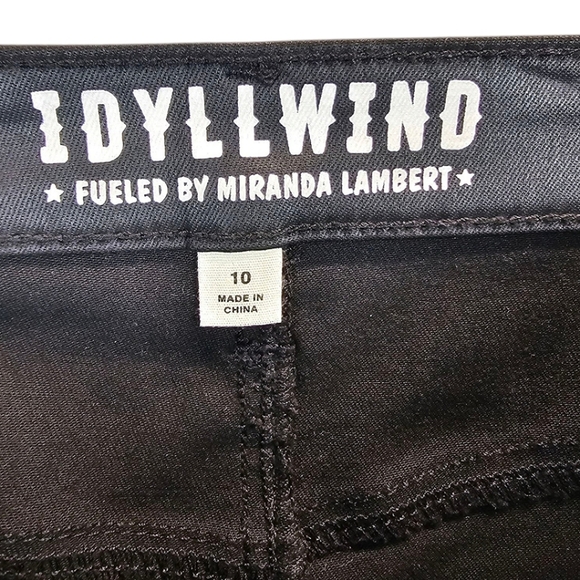 IDYLLWIND
★ FUELED BY MIRANDA LAMBERT ★
10
MADE IN
CHINA